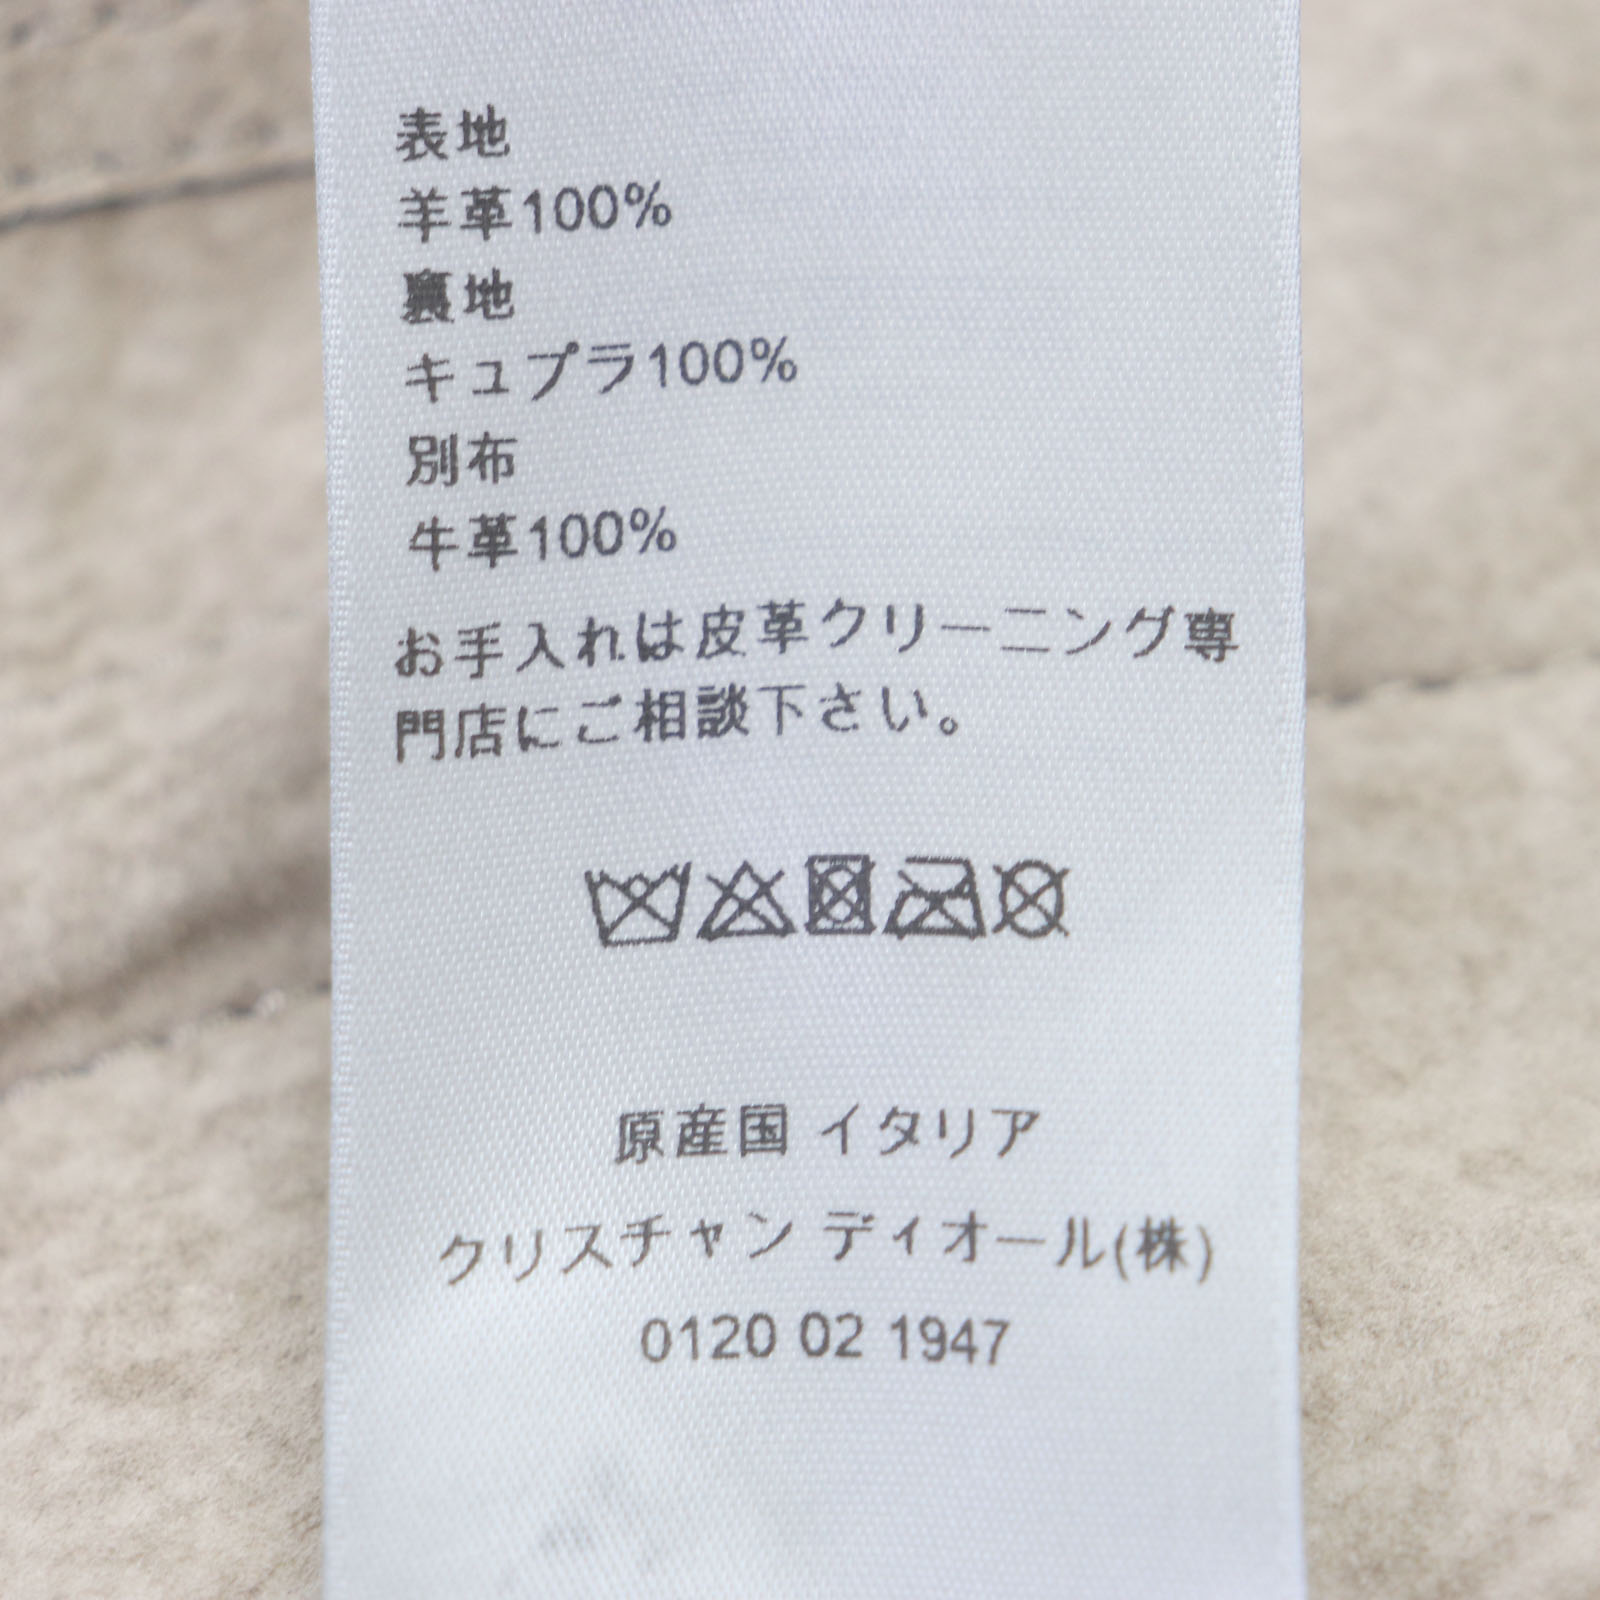 表地
羊革100%
裏地
キュプラ100%
別布
牛革100%
お手入れは皮革クリーニング専
門店にご相談下さい。
原産国 イタリア
クリスチャン ディオール(株)
0120 02 1947